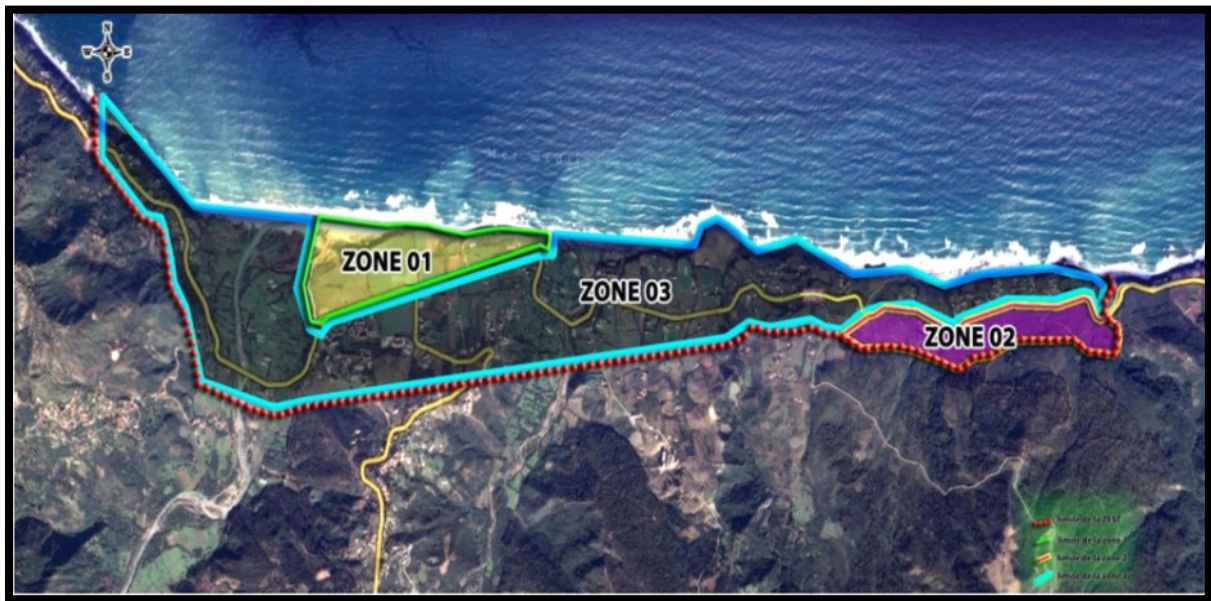 N
W E
S
ZONE 01
ZONE 03
ZONE 02
limite de la ZEST
limite de la zone 1
limite de la zone 2
limite de la zone 3